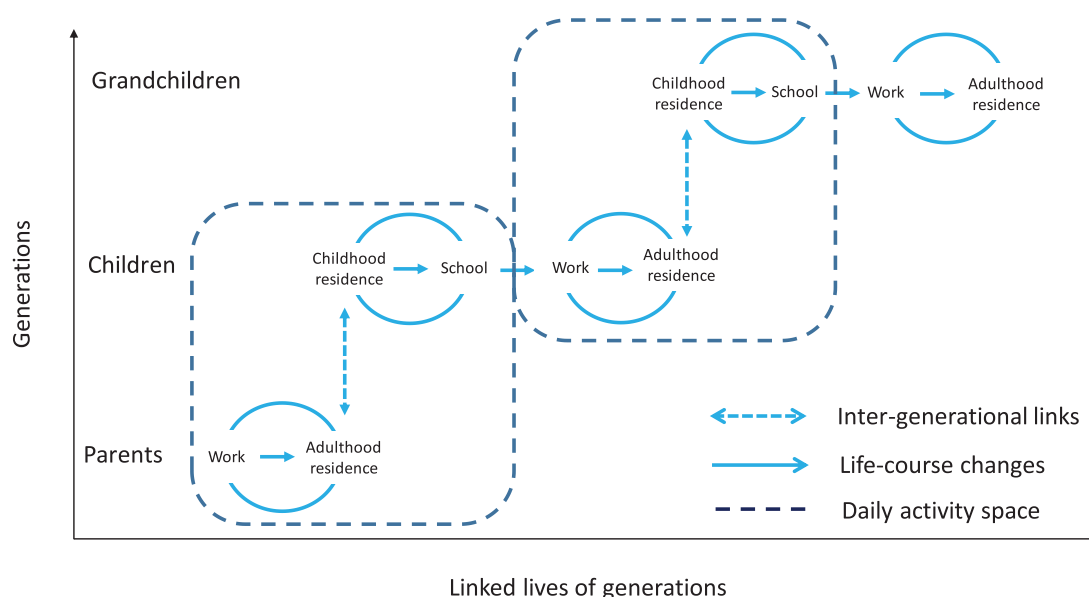 Grandchildren
Childhood
residence
School
Work
Adulthood
residence
Generations
Children
Childhood
residence
School
Work
Adulthood
residence
Parents
Work
Adulthood
residence
Inter-generational links
Life-course changes
Daily activity space
Linked lives of generations